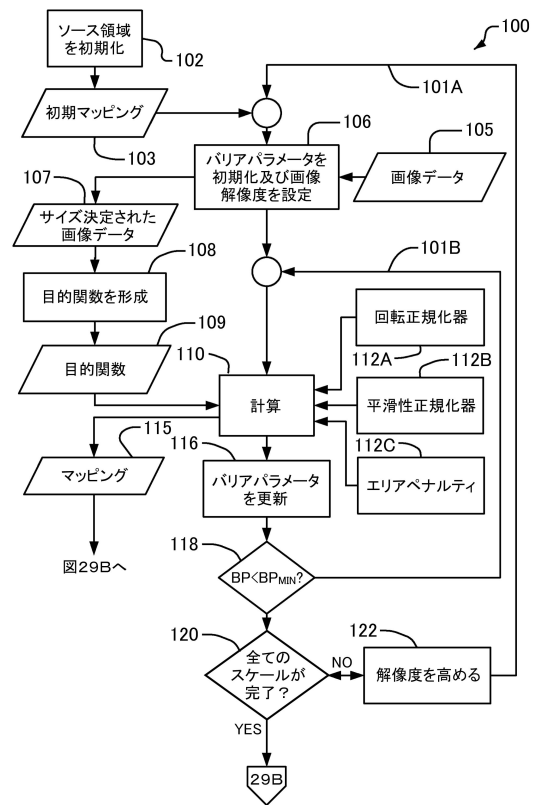 100
ソース領域
を初期化
102
101A
初期マッピング
103
106
105
バリアパラメータを
初期化及び画像
解像度を設定
画像データ
107
サイズ決定された
画像データ
108
101B
目的関数を形成
109
110
回転正規化器
112A
112B
目的関数
計算
平滑性正規化器
115
116
112C
マッピング
バリアパラメータ
を更新
エリアペナルティ
図29Bへ
118
BP<BPMIN?
120
122
全ての
スケールが
完了？
NO
解像度を高める
YES
29B